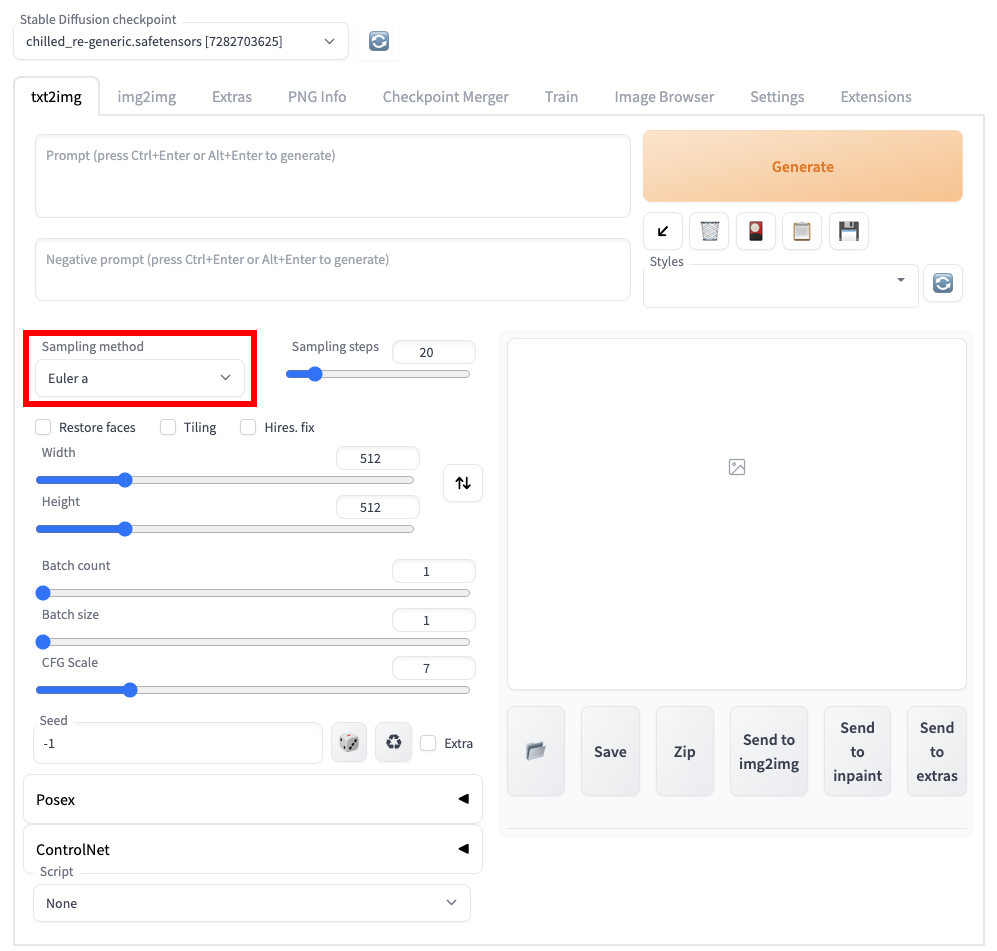 Stable Diffusion checkpoint
chilled_re-generic.safetensors [7282703625]
txt2img
img2img
Extras
PNG Info
Checkpoint Merger
Train
Image Browser
Settings
Extensions
Prompt (press Ctrl+Enter or Alt+Enter to generate)
Generate
Negative prompt (press Ctrl+Enter or Alt+Enter to generate)
Styles
Sampling method
Euler a
Sampling steps
20
Restore faces
Tiling
Hires. fix
Width
512
Height
512
Batch count
1
Batch size
1
CFG Scale
7
Seed
-1
Extra
Posex
ControlNet
Script
None
Save
Zip
Send to
img2img
Send
to
inpaint
Send
to
extras